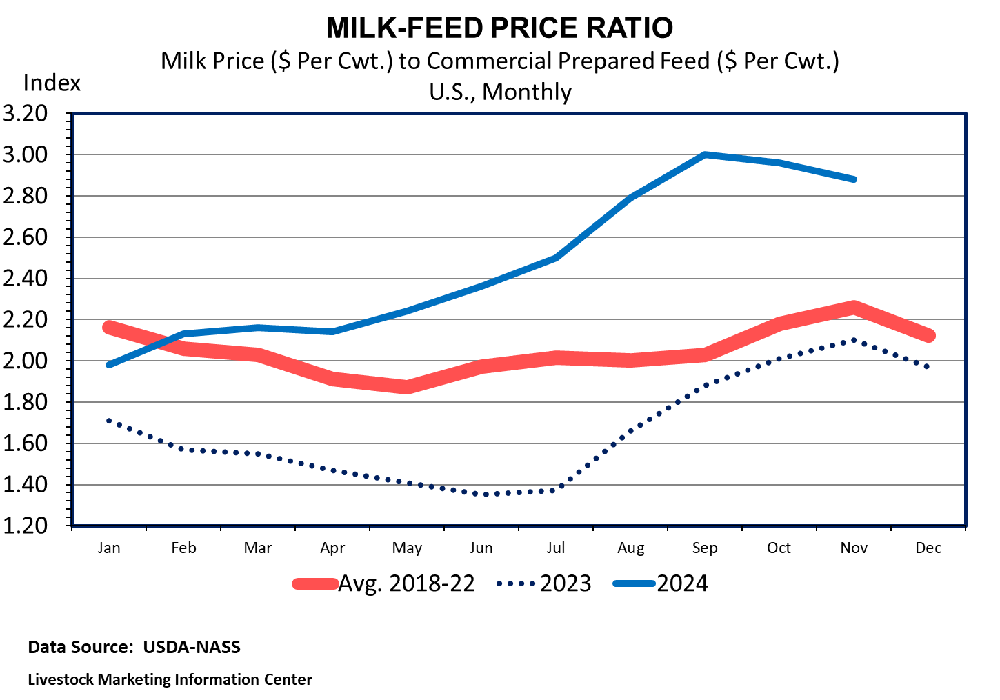 MILK-FEED PRICE RATIO
Milk Price ($ Per Cwt.) to Commercial Prepared Feed ($ Per Cwt.)
U.S., Monthly
Index
3.20
3.00
2.80
2.60
2.40
2.20
2.00
1.80
1.60
1.40
1.20
Jan Feb Mar Apr May Jun Jul Aug Sep Oct Nov Dec
Avg. 2018-22 2023 2024
Data Source: USDA-NASS
Livestock Marketing Information Center